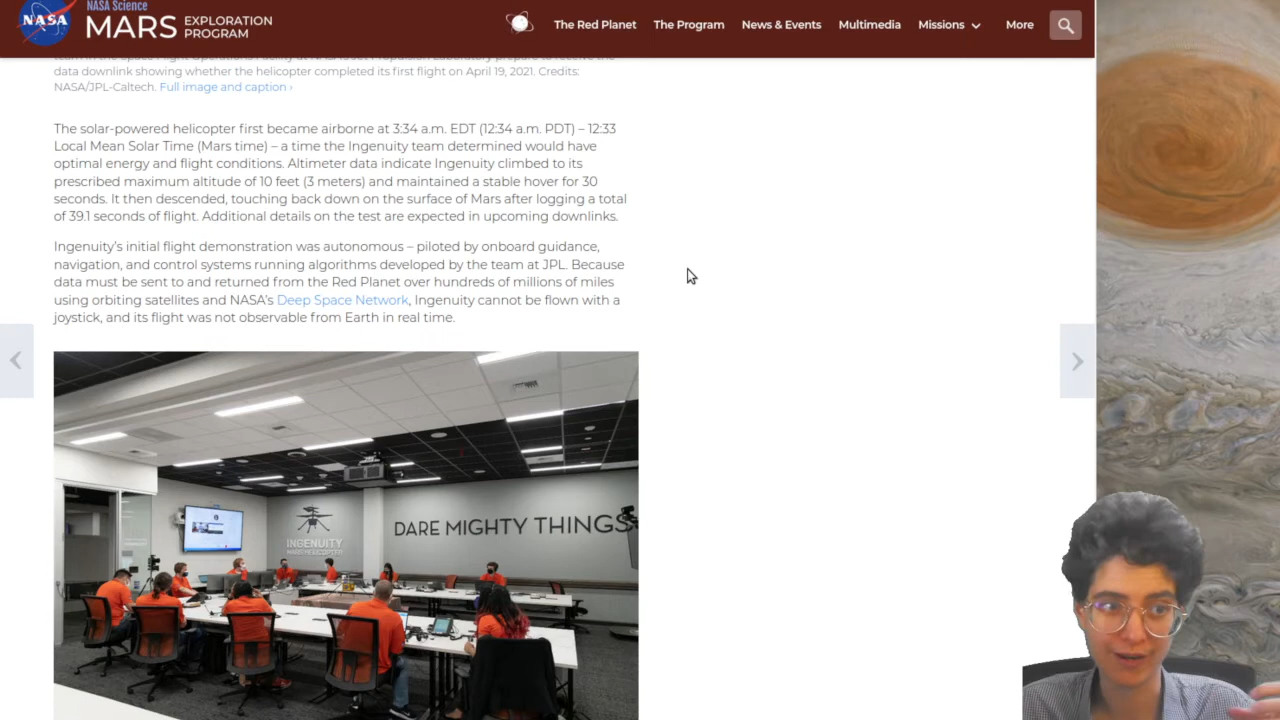 NASA Science
NASA
MARS EXPLORATION PROGRAM
The Red Planet
The Program
News & Events
Multimedia
Missions
More
data downlink showing whether the helicopter completed its first flight on April 19, 2021. Credits:
NASA/JPL-Caltech. Full image and caption ›
The solar-powered helicopter first became airborne at 3:34 a.m. EDT (12:34 a.m. PDT) – 12:33
Local Mean Solar Time (Mars time) – a time the Ingenuity team determined would have
optimal energy and flight conditions. Altimeter data indicate Ingenuity climbed to its
prescribed maximum altitude of 10 feet (3 meters) and maintained a stable hover for 30
seconds. It then descended, touching back down on the surface of Mars after logging a total
of 39.1 seconds of flight. Additional details on the test are expected in upcoming downlinks.
Ingenuity’s initial flight demonstration was autonomous – piloted by onboard guidance,
navigation, and control systems running algorithms developed by the team at JPL. Because
data must be sent to and returned from the Red Planet over hundreds of millions of miles
using orbiting satellites and NASA’s Deep Space Network, Ingenuity cannot be flown with a
joystick, and its flight was not observable from Earth in real time.
INGENUITY
MARS HELICOPTER
DARE MIGHTY THINGS